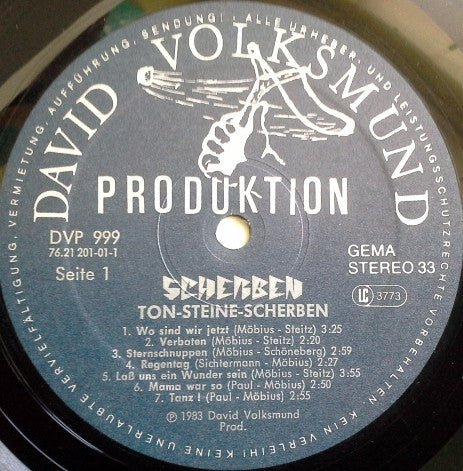 VERMIETUNG, AUFFÜHRUNG, SENDUNG! ALLE URHEBER- UND LEISTUNGSSCHUTZRECHTE VORBEHALTEN! KEIN VERLEIH! KEINE UNERLAUBTE VERVIELFÄLTIGUNG,
DAVID VOLKSMUND
PRODUKTION
DVP 999
76.21 201-01-1
Seite 1
GEMA
STEREO 33
LC 3773
SCHERBEN
TON-STEINE-SCHERBEN
1. Wo sind wir jetzt (Möbius - Steitz) 3:25
2. Verboten (Möbius - Steitz) 2:20
3. Sternschnuppen (Möbius - Schöneberg) 2:59
4. Regentag (Sichtermann - Möbius) 2:26
5. Laß uns ein Wunder sein (Möbius - Steitz) 3:55
6. Mama war so (Paul - Möbius) 2:50
7. Tanz ! (Paul - Möbius) 2:55
Ⓟ 1983 David Volksmund
Prod.